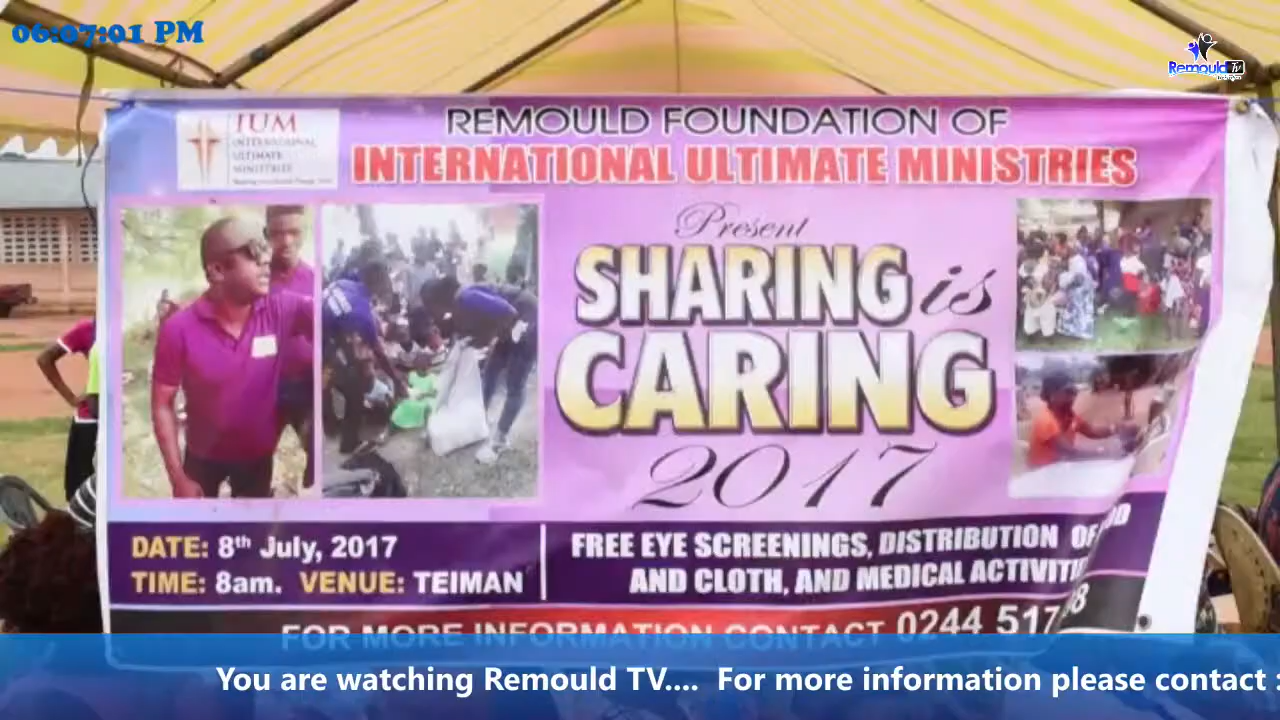 06:07:01 PM
Remould TV
IUM
INTERNATIONAL
ULTIMATE
MINISTRIES
REMOULD FOUNDATION OF
INTERNATIONAL ULTIMATE MINISTRIES
Present
SHARING is
CARING
2017
DATE: 8th July, 2017
TIME: 8am. VENUE: TEIMAN
FREE EYE SCREENINGS, DISTRIBUTION OF
AND CLOTH, AND MEDICAL
FOR MORE INFORMATION CONTACT 0244 517
You are watching Remould TV.... For more information please contact :